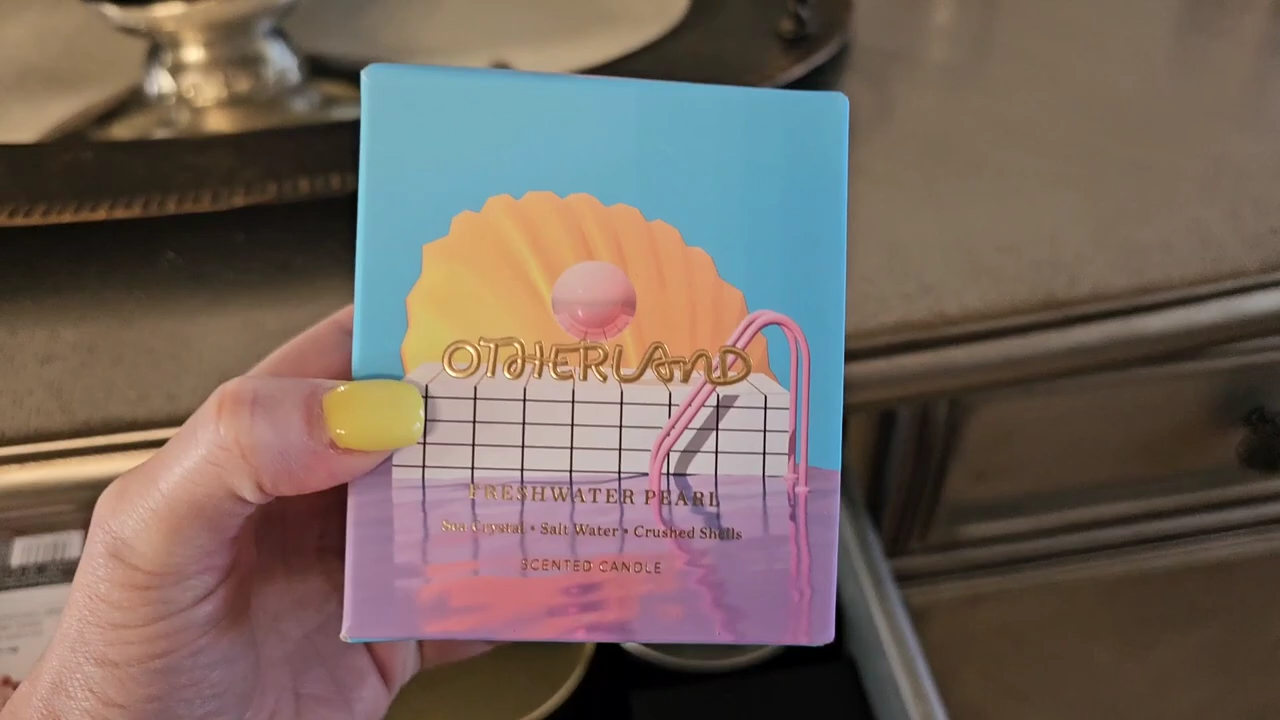 OTHERLAND
FRESHWATER PEARL
Sea Crystal • Salt Water • Crushed Shells
SCENTED CANDLE